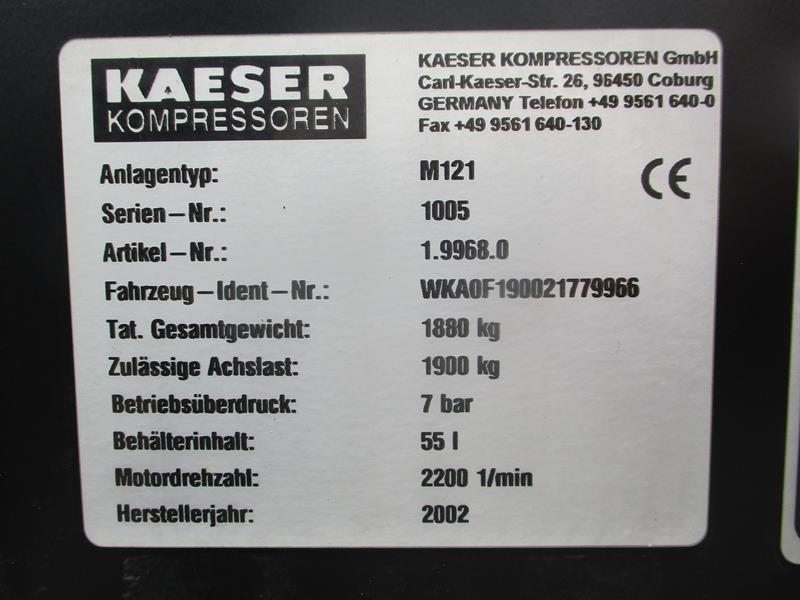 KAESER
KOMPRESSOREN
KAESER KOMPRESSOREN GmbH
Carl-Kaeser-Str. 26, 96450 Coburg
GERMANY Telefon +49 9561 640-0
Fax +49 9561 640-130
CE
Anlagentyp: M121
Serien-Nr.: 1005
Artikel-Nr.: 1.9968.0
Fahrzeug-Ident-Nr.: WKA0F190021779966
Tat. Gesamtgewicht: 1880 kg
Zulässige Achslast: 1900 kg
Betriebsüberdruck: 7 bar
Behälterinhalt: 55 l
Motordrehzahl: 2200 1/min
Herstellerjahr: 2002